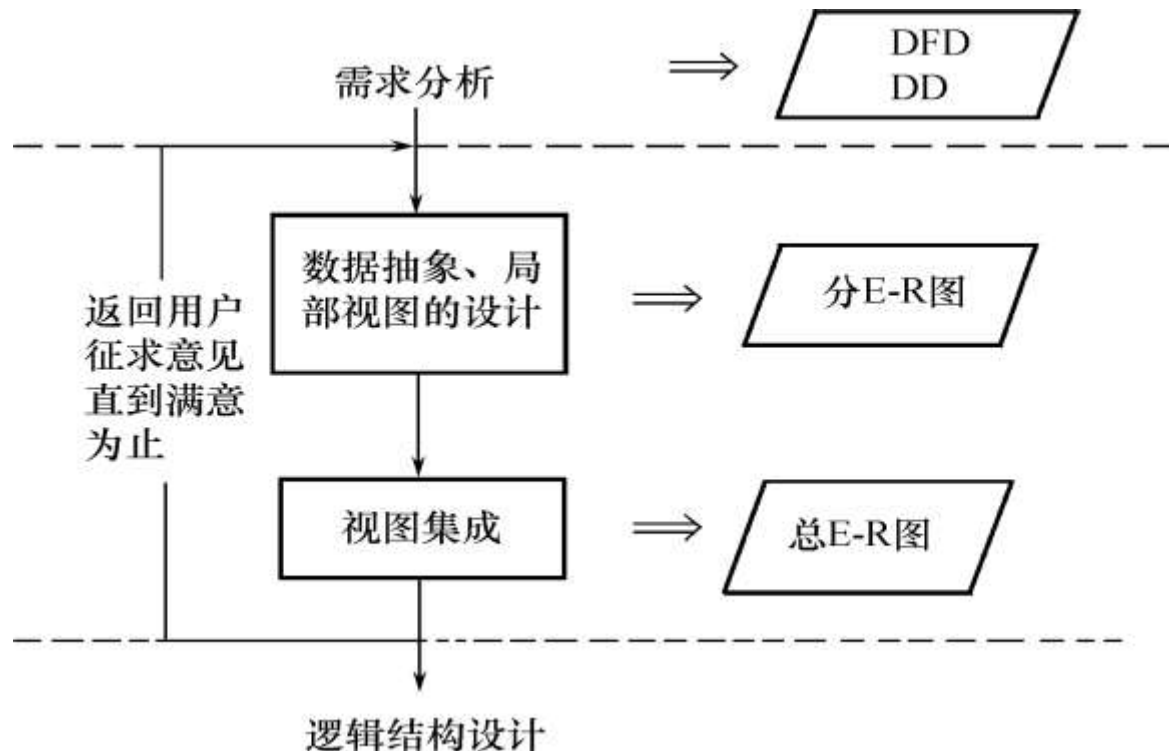 DFD
DD
需求分析
数据抽象、局
部视图的设计
分E-R图
返回用户
征求意见
直到满意
为止
视图集成
总E-R图
逻辑结构设计